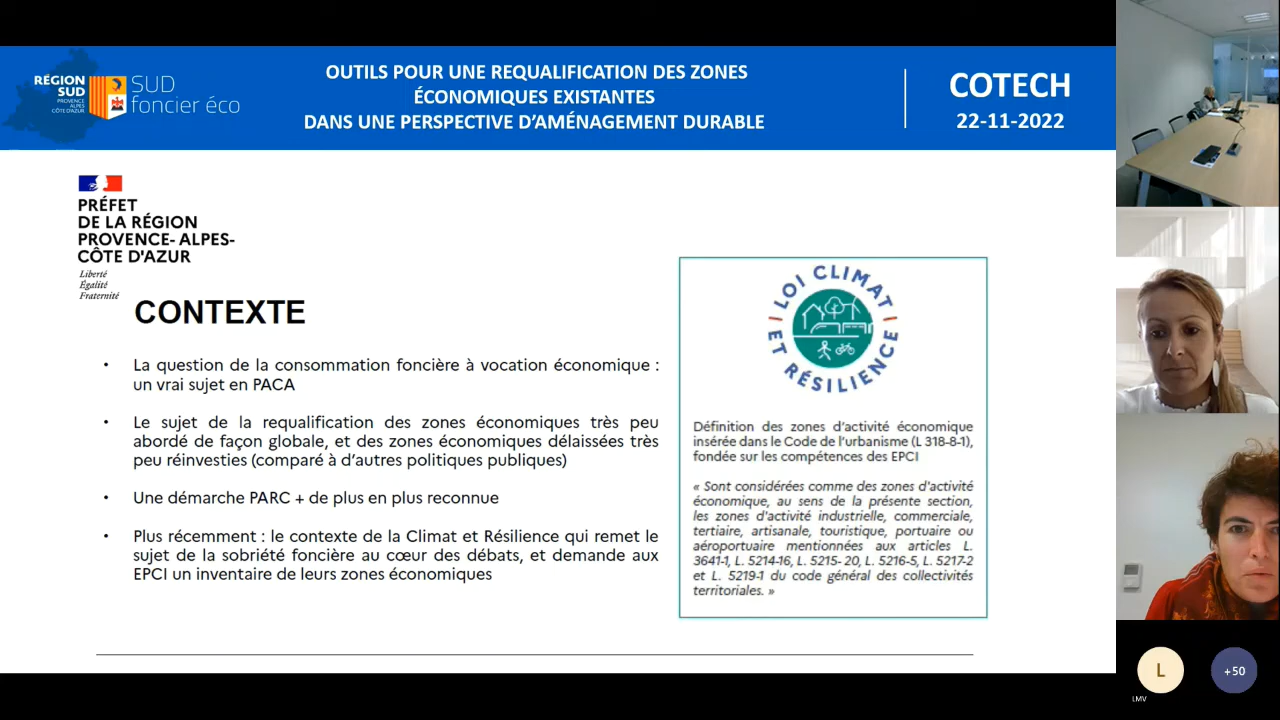 RÉGION
SUD
PROVENCE
ALPES
CÔTE D'AZUR
SUD
foncier éco
OUTILS POUR UNE REQUALIFICATION DES ZONES
ÉCONOMIQUES EXISTANTES
DANS UNE PERSPECTIVE D'AMÉNAGEMENT DURABLE
COTECH
22-11-2022
PRÉFET
DE LA RÉGION
PROVENCE- ALPES-
CÔTE D'AZUR
Liberté
Égalité
Fraternité
CONTEXTE
• La question de la consommation foncière à vocation économique :
un vrai sujet en PACA
• Le sujet de la requalification des zones économiques très peu
abordé de façon globale, et des zones économiques délaissées très
peu réinvesties (comparé à d'autres politiques publiques)
• Une démarche PARC + de plus en plus reconnue
• Plus récemment : le contexte de la Climat et Résilience qui remet le
sujet de la sobriété foncière au cœur des débats, et demande aux
EPCI un inventaire de leurs zones économiques
LOI CLIMAT
ET RÉSILIENCE
Définition des zones d'activité économique
insérée dans le Code de l'urbanisme (L 318-8-1),
fondée sur les compétences des EPCI
« Sont considérées comme des zones d'activité
économique, au sens de la présente section,
les zones d'activité industrielle, commerciale,
tertiaire, artisanale, touristique, portuaire ou
aéroportuaire mentionnées aux articles L.
3641-1, L. 5214-16, L. 5215- 20, L. 5216-5, L. 5217-2
et L. 5219-1 du code général des collectivités
territoriales. »
L
LMV
+50